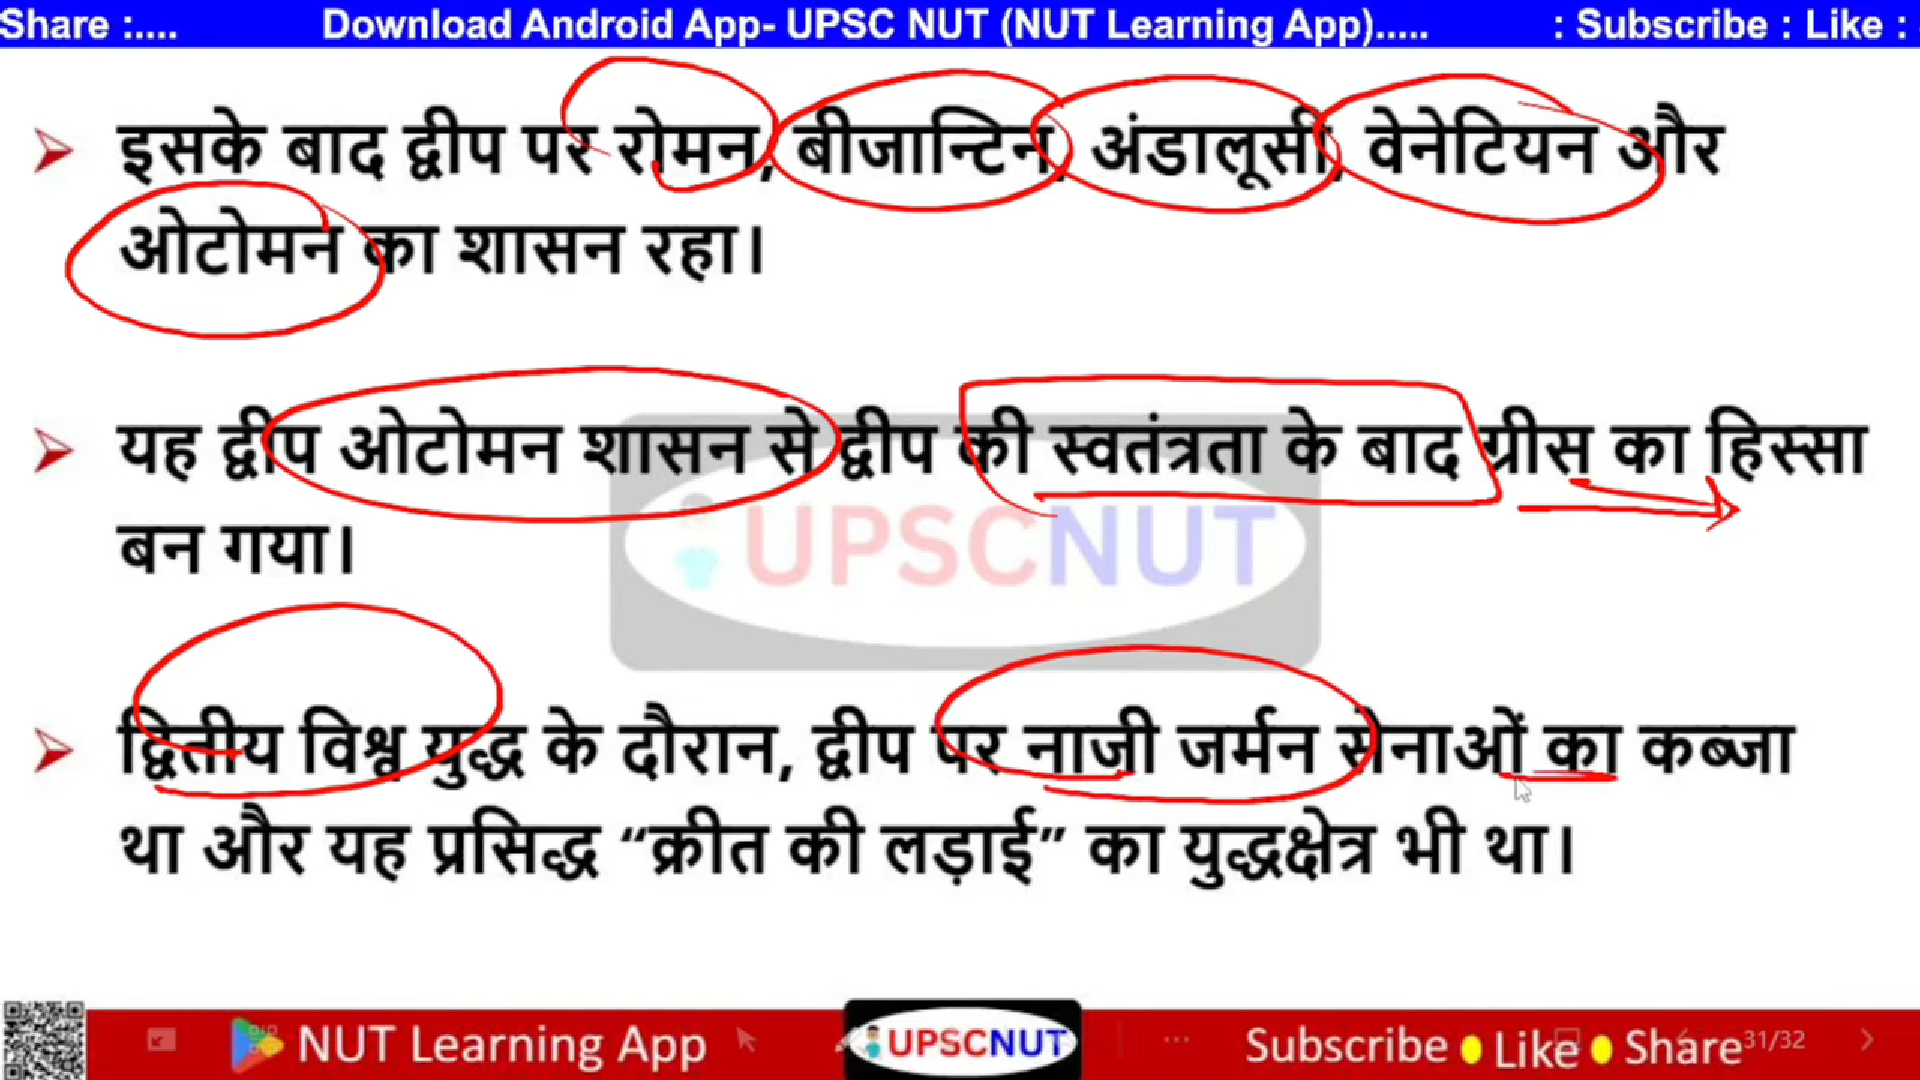 Share :.... Download Android App- UPSC NUT (NUT Learning App)..... : Subscribe : Like :
इसके बाद द्वीप पर रोमन, बीजान्टिन, अंडालूसी, वेनेटियन और
ओटोमन का शासन रहा।
यह द्वीप ओटोमन शासन से द्वीप की स्वतंत्रता के बाद ग्रीस का हिस्सा
बन गया।
UPSCNUT
द्वितीय विश्व युद्ध के दौरान, द्वीप पर नाजी जर्मन सेनाओं का कब्जा
था और यह प्रसिद्ध “क्रीत की लड़ाई” का युद्धक्षेत्र भी था।
NUT Learning App UPSCNUT Subscribe Like Share 31/32